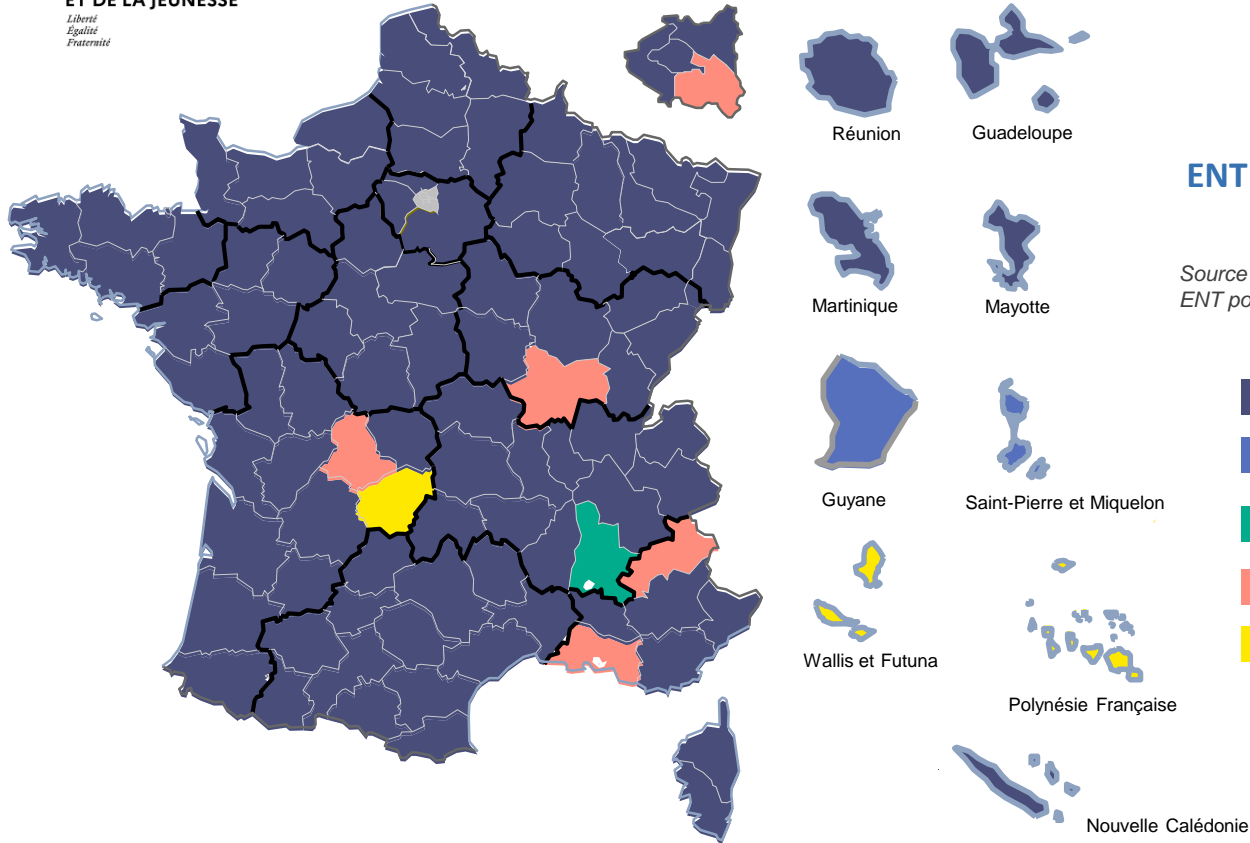 ET DE LA JEUNESSE
Liberté
Égalité
Fraternité
Réunion
Guadeloupe
ENT
Martinique
Mayotte
Source
ENT po
Guyane
Saint-Pierre et Miquelon
Wallis et Futuna
Polynésie Française
Nouvelle Calédonie